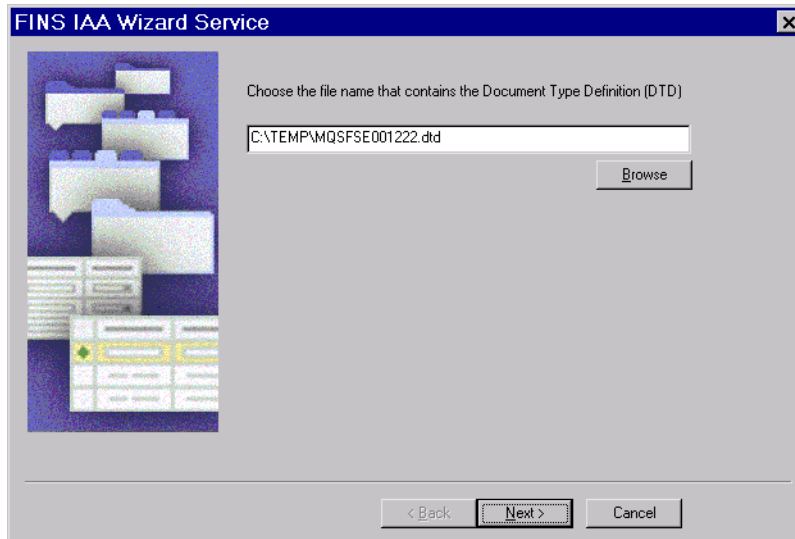 FINS IAA Wizard Service
Choose the file name that contains the Document Type Definition (DTD)
C:\TEMP\MQSFSE001222.dtd
Browse
< Back Next > Cancel